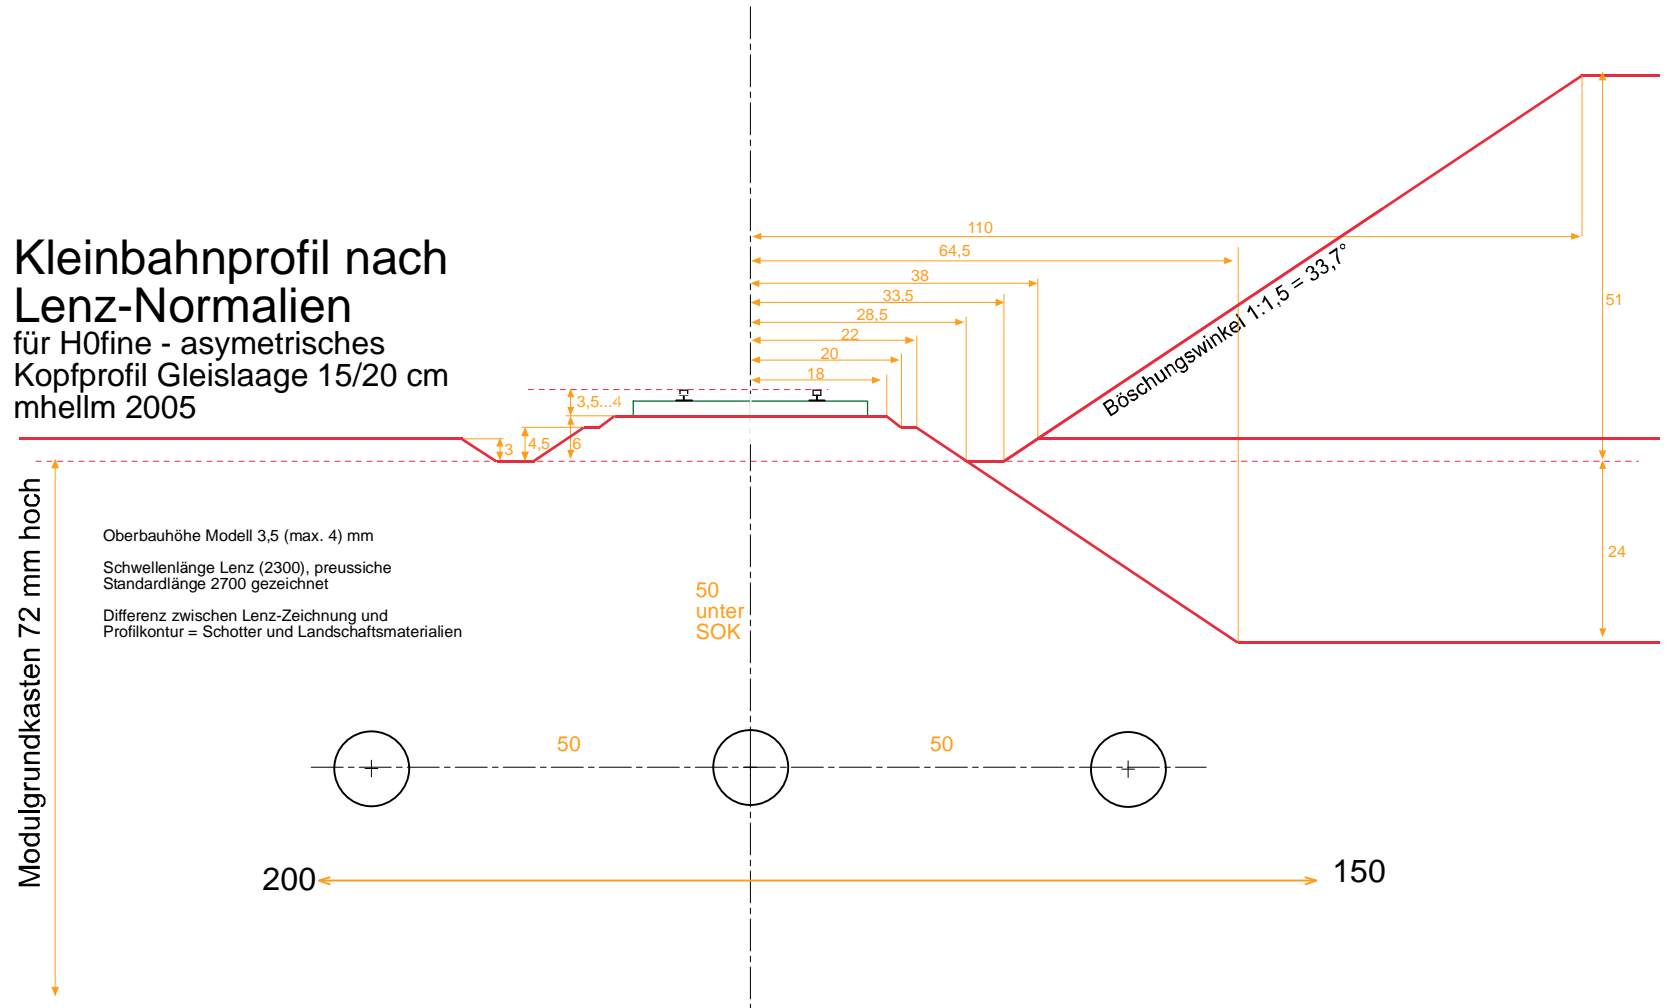 Kleinbahnprofil nach
Lenz-Normalien
für H0fine - asymetrisches
Kopfprofil Gleislaage 15/20 cm
mhellm 2005
110
64,5
38
33,5
28,5
22
20
18
Böschungswinkel 1:1,5 = 33,7°
51
3,5...4
3
4,5
6
24
Modulgrundkasten 72 mm hoch
Oberbauhöhe Modell 3,5 (max. 4) mm
Schwellenlänge Lenz (2300), preussiche
Standardlänge 2700 gezeichnet
Differenz zwischen Lenz-Zeichnung und
Profilkontur = Schotter und Landschaftsmaterialien
50
unter
SOK
50
50
200
150